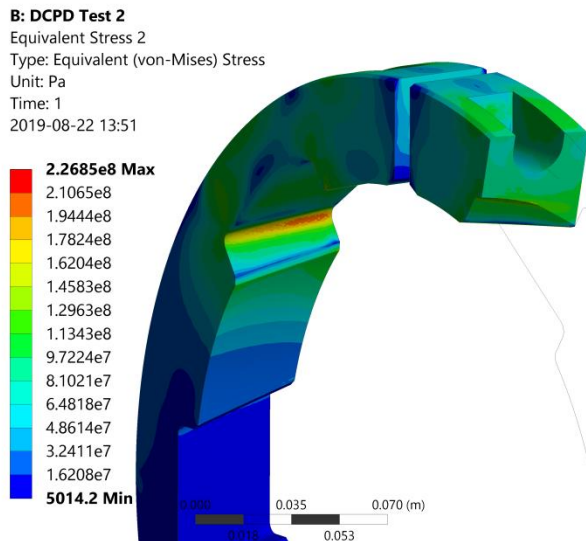 B: DCPD Test 2
Equivalent Stress 2
Type: Equivalent (von-Mises) Stress
Unit: Pa
Time: 1
2019-08-22 13:51
2.2685e8 Max
2.1065e8
1.9444e8
1.7824e8
1.6204e8
1.4583e8
1.2963e8
1.1343e8
9.7224e7
8.1021e7
6.4818e7
4.8614e7
3.2411e7
1.6208e7
5014.2 Min
0.000 0.035 0.070 (m)
0.018 0.053